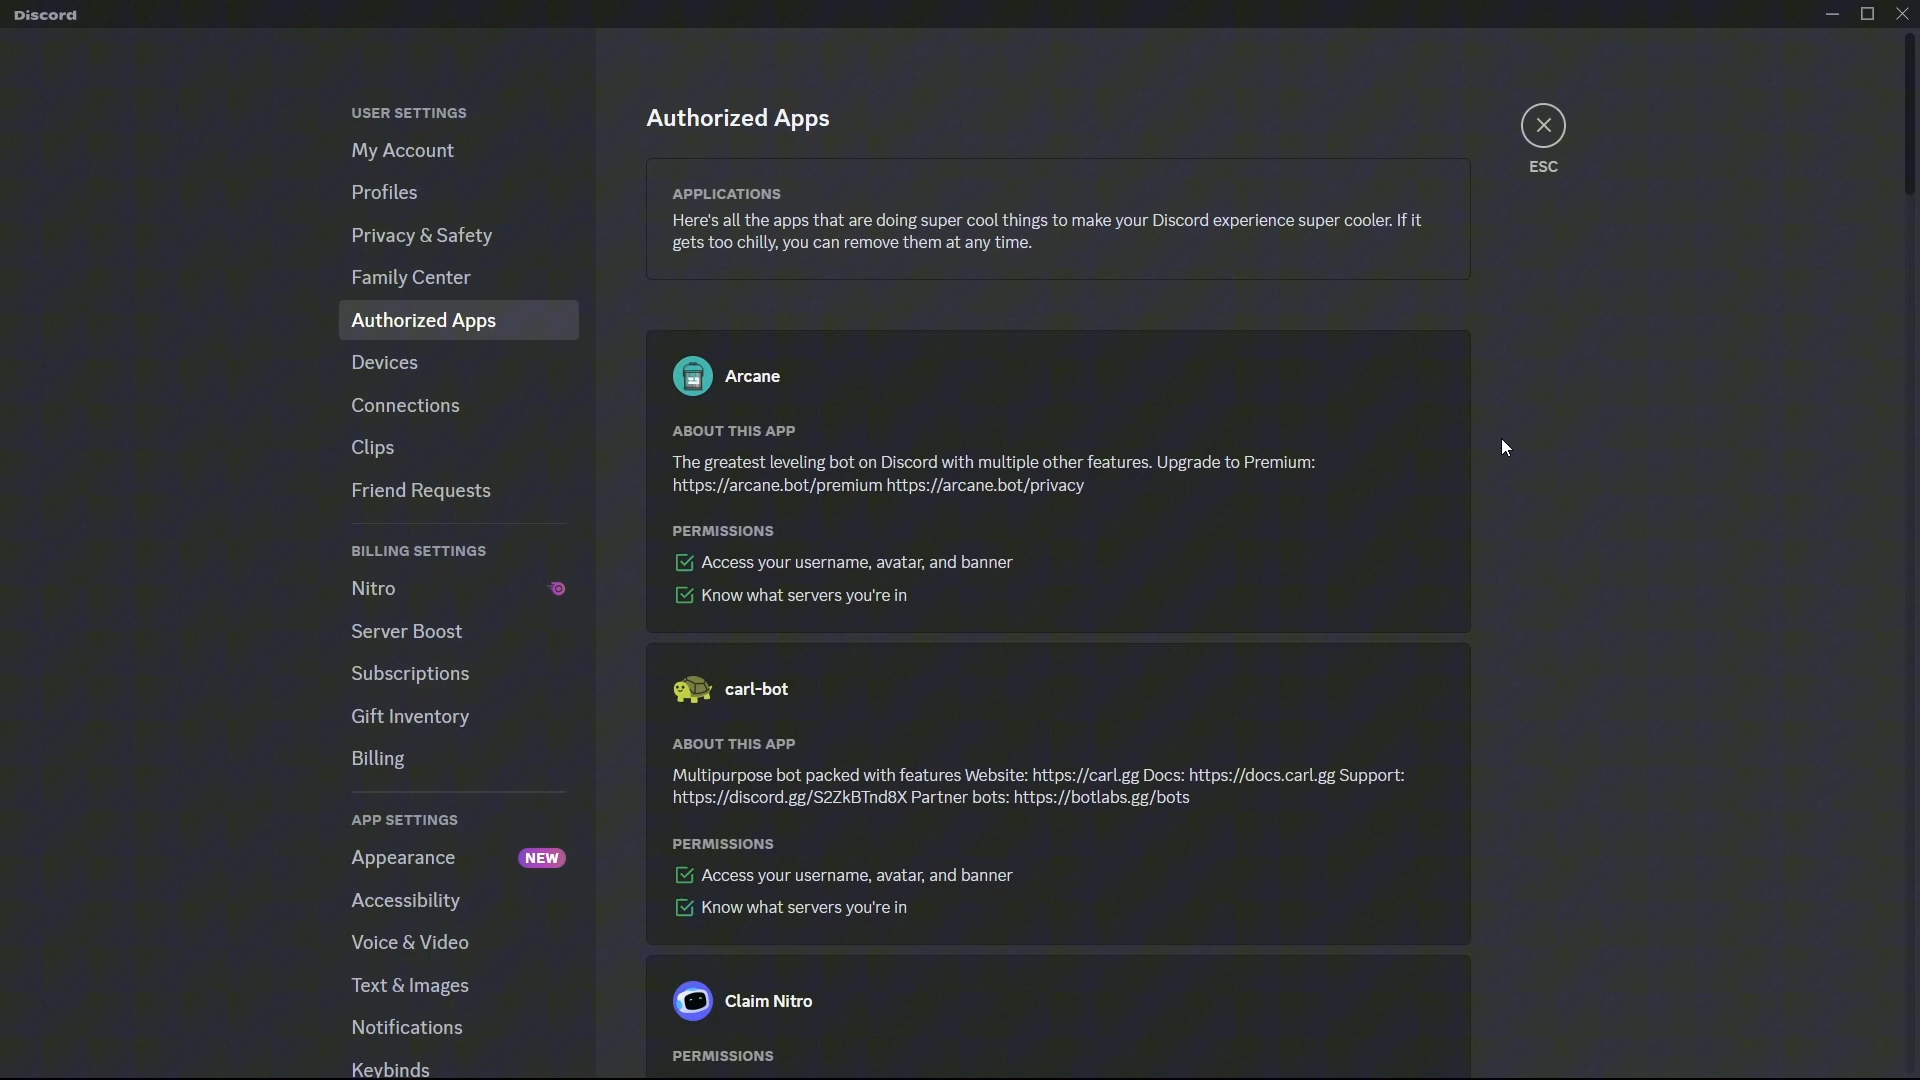 Discord
USER SETTINGS
My Account
Profiles
Privacy & Safety
Family Center
Authorized Apps
Devices
Connections
Clips
Friend Requests
BILLING SETTINGS
Nitro
Server Boost
Subscriptions
Gift Inventory
Billing
APP SETTINGS
Appearance NEW
Accessibility
Voice & Video
Text & Images
Notifications
Keybinds
Authorized Apps
ESC
APPLICATIONS
Here's all the apps that are doing super cool things to make your Discord experience super cooler. If it
gets too chilly, you can remove them at any time.
Arcane
ABOUT THIS APP
The greatest leveling bot on Discord with multiple other features. Upgrade to Premium:
https://arcane.bot/premium https://arcane.bot/privacy
PERMISSIONS
Access your username, avatar, and banner
Know what servers you're in
carl-bot
ABOUT THIS APP
Multipurpose bot packed with features Website: https://carl.gg Docs: https://docs.carl.gg Support:
https://discord.gg/S2ZkBTnd8X Partner bots: https://botlabs.gg/bots
PERMISSIONS
Access your username, avatar, and banner
Know what servers you're in
Claim Nitro
PERMISSIONS